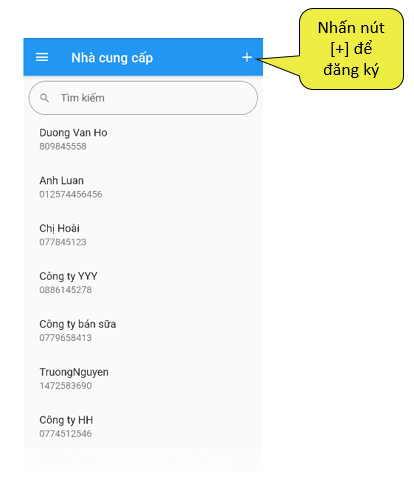 Nhấn nút
[+] để
đăng ký
Nhà cung cấp
Tìm kiếm
Duong Van Ho
809845558
Anh Luan
012574456456
Chị Hoài
077845123
Công ty YYY
0886145278
Công ty bán sữa
0779658413
TruongNguyen
1472583690
Công ty HH
0774512546